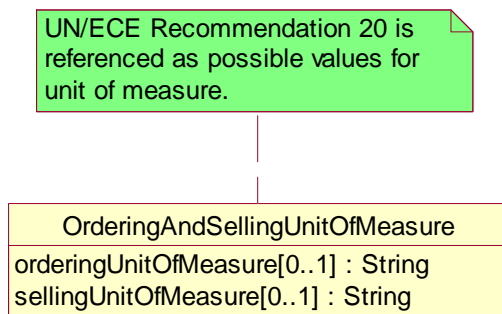 UN/ECE Recommendation 20 is
referenced as possible values for
unit of measure.
OrderingAndSellingUnitOfMeasure
orderingUnitOfMeasure[0..1] : String
sellingUnitOfMeasure[0..1] : String